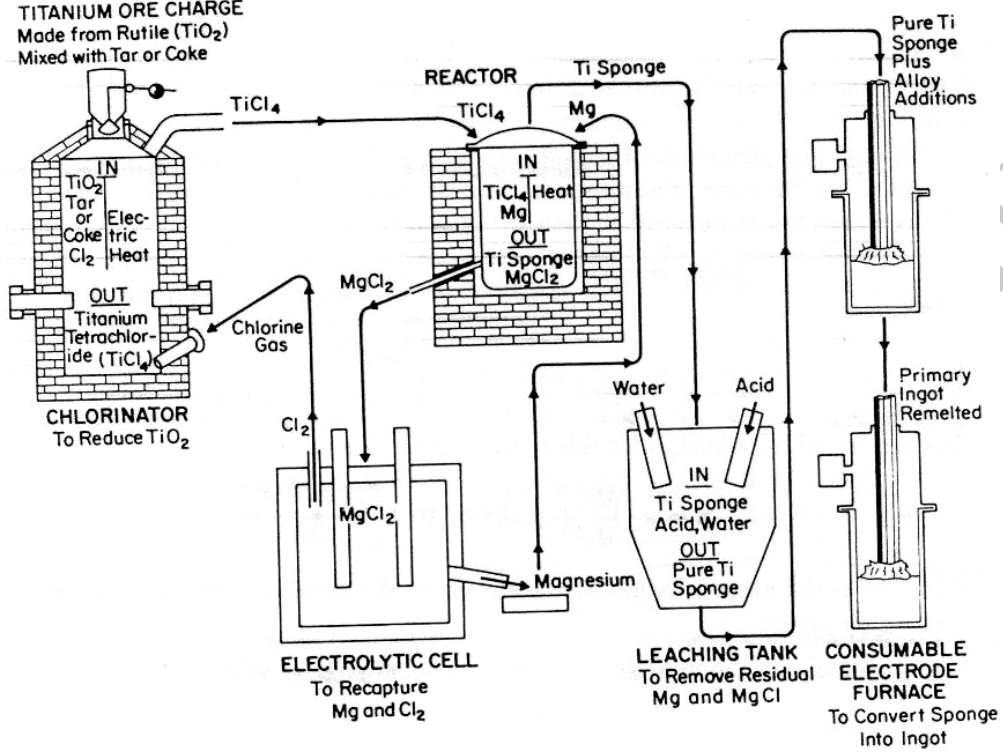 TITANIUM ORE CHARGE
Made from Rutile (TiO₂)
Mixed with Tar or Coke
TiCl₄
IN
TiO₂
Tar
or
Coke
Cl₂
Elec-
tric
Heat
OUT
Titanium
Tetrachlor-
ide (TiCl₄)
CHLORINATOR
To Reduce TiO₂
REACTOR
TiCl₄
Ti Sponge
Mg
IN
TiCl₄ Heat
Mg
OUT
Ti Sponge
MgCl₂
MgCl₂
Chlorine
Gas
Cl₂
MgCl₂
Magnesium
ELECTROLYTIC CELL
To Recapture
Mg and Cl₂
Water
Acid
IN
Ti Sponge
Acid, Water
OUT
Pure Ti
Sponge
LEACHING TANK
To Remove Residual
Mg and MgCl
Pure Ti
Sponge
Plus
Alloy
Additions
Primary
Ingot
Remelted
CONSUMABLE
ELECTRODE
FURNACE
To Convert Sponge
Into Ingot